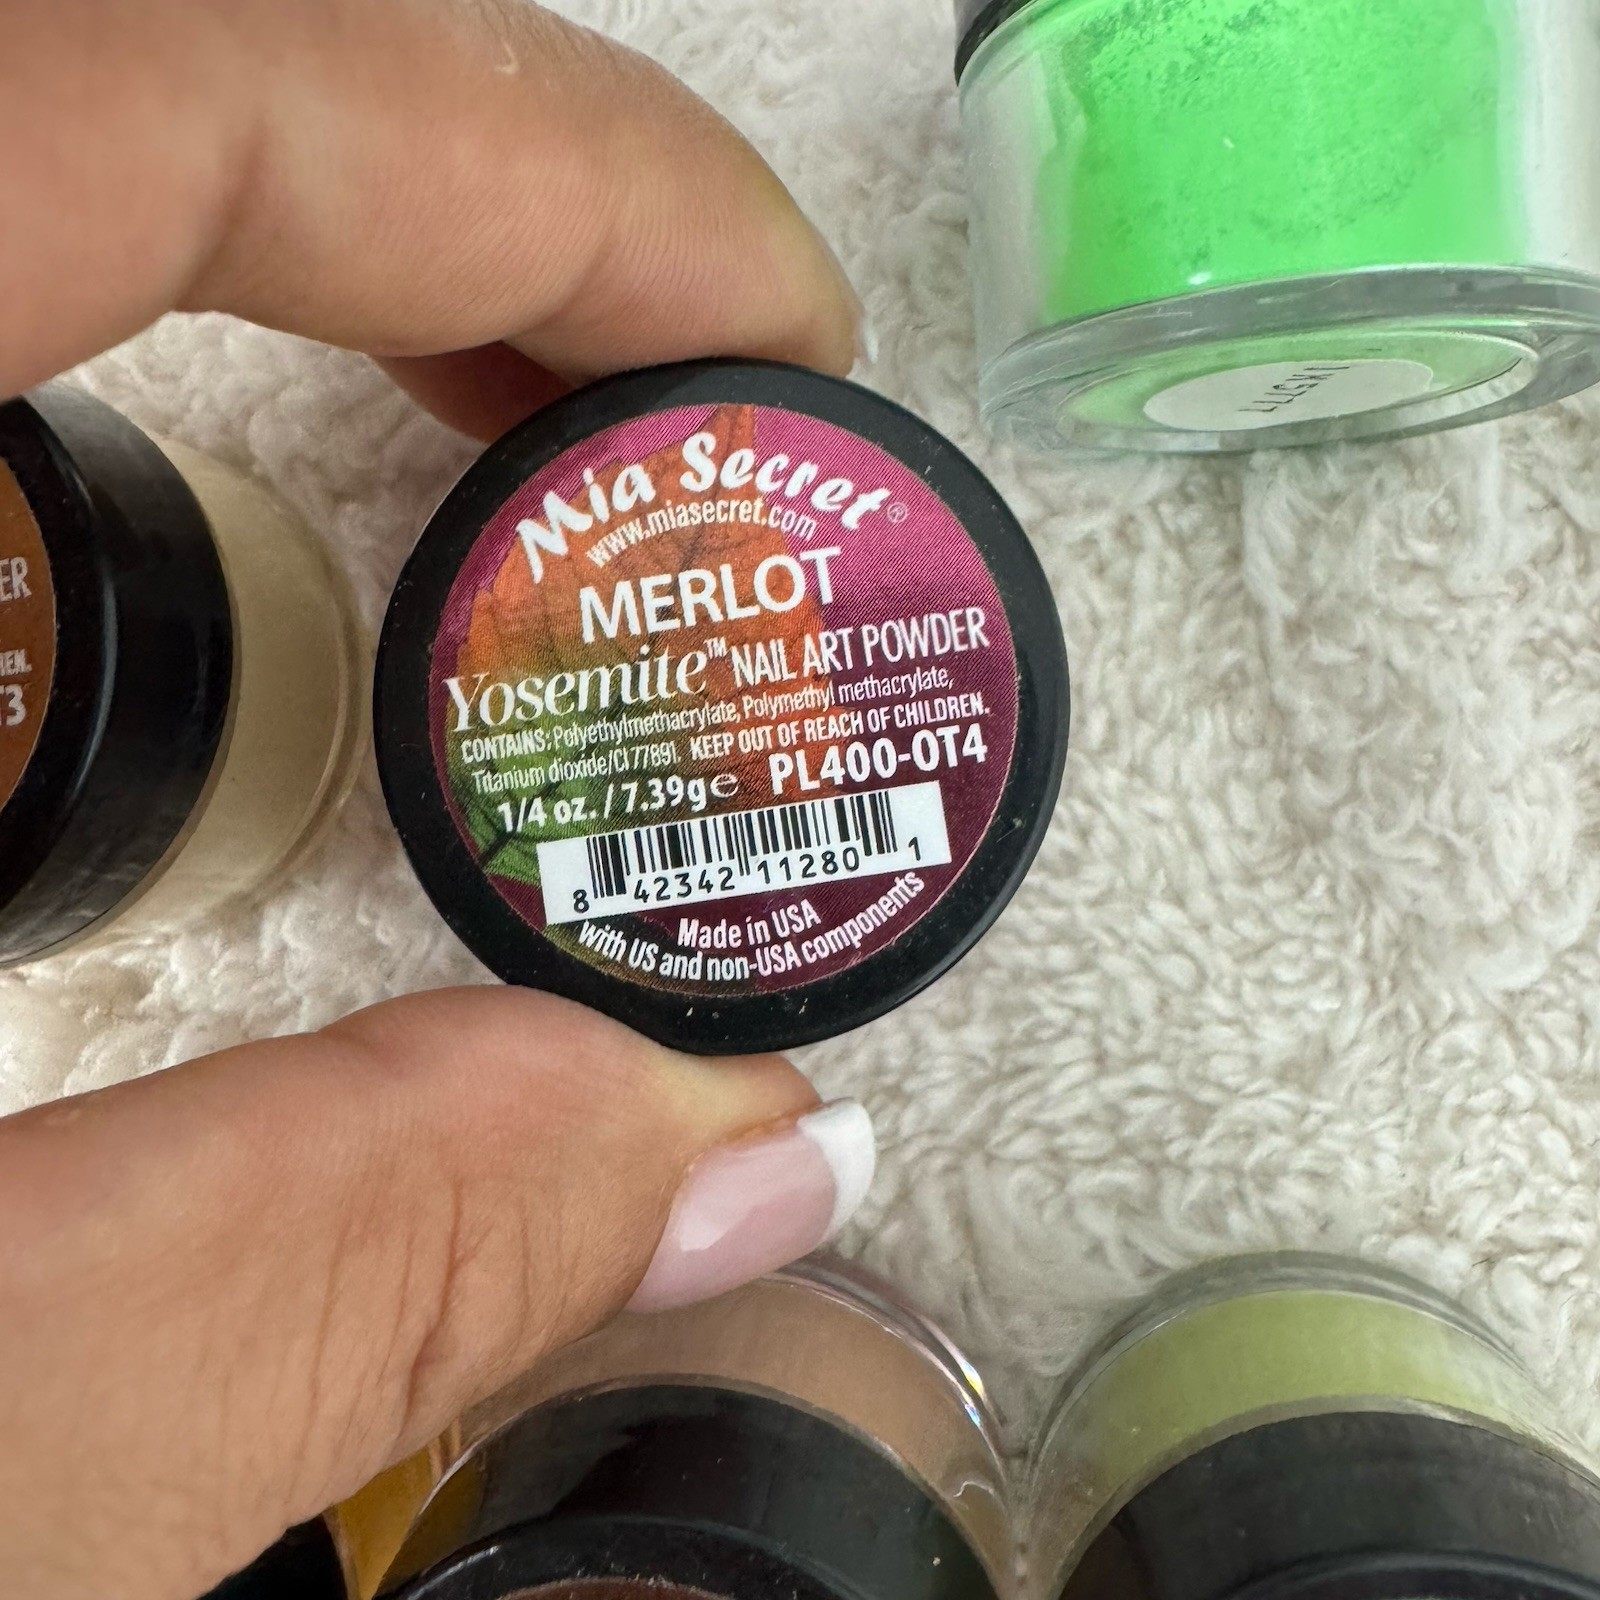 Mia Secret®
www.miasecret.com
MERLOT
Yosemite™ NAIL ART POWDER
CONTAINS: Polyethylmethacrylate, Polymethyl methacrylate,
Titanium dioxide/CI 77891. KEEP OUT OF REACH OF CHILDREN.
1/4 oz. / 7.39g℮ PL400-OT4
8 42342 11280 1
Made in USA
with US and non-USA components
ER
EN.
T3